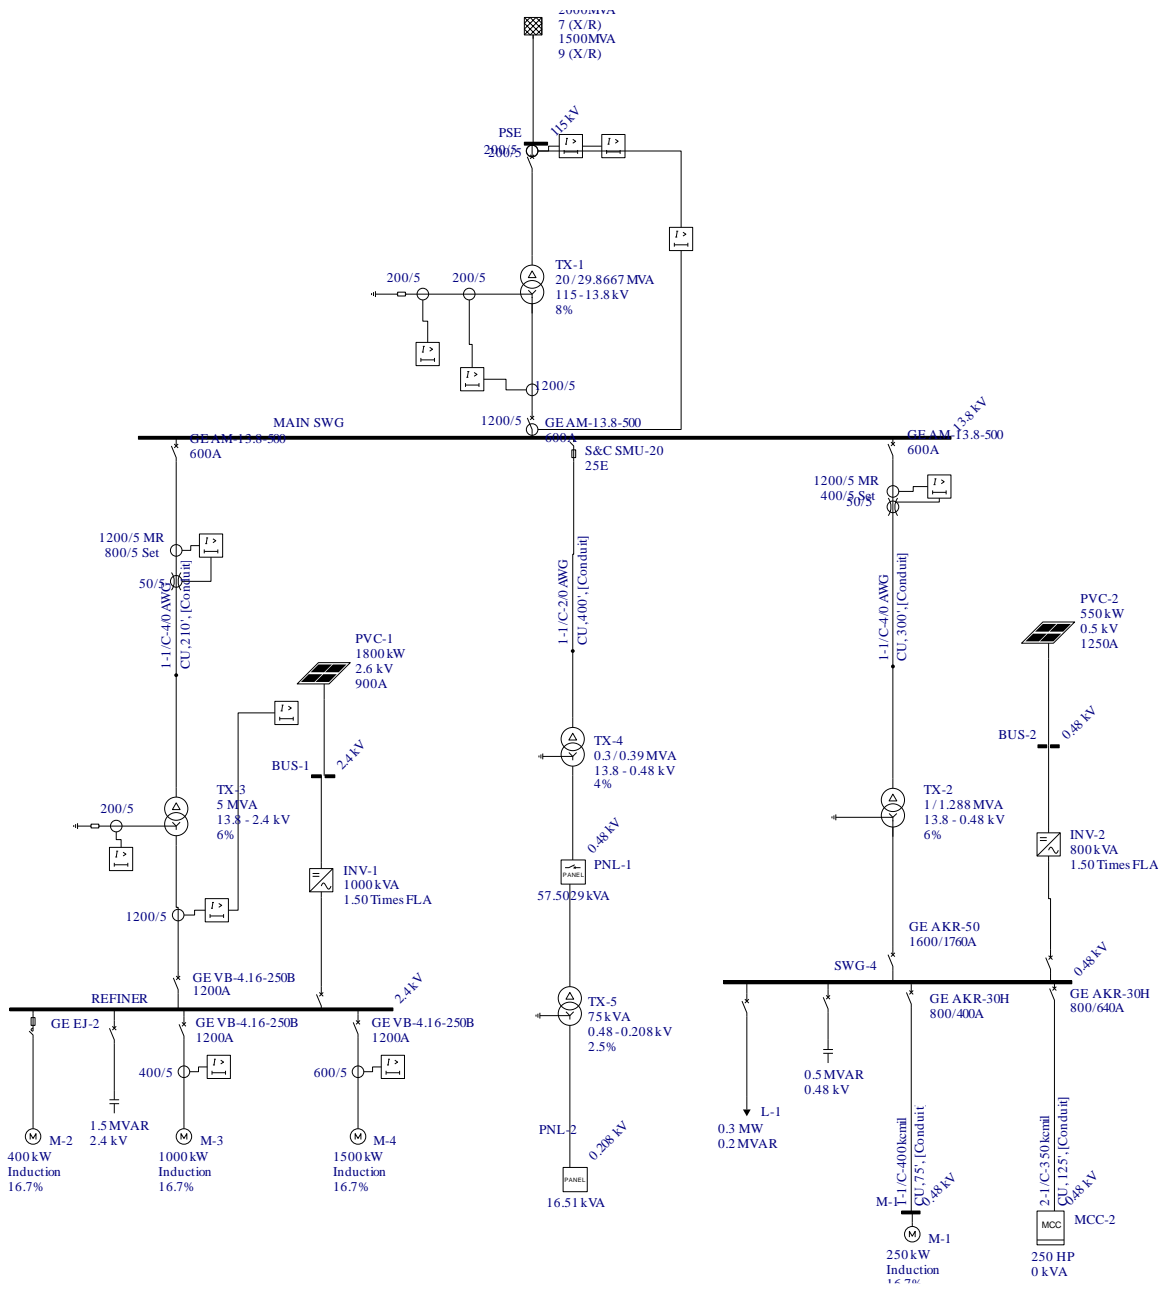 2000MVA
7 (X/R)
1500MVA
9 (X/R)
115 kV
PSE
200/5
200/5
I >
I >
I >
TX-1
20 / 29.8667 MVA
115 - 13.8 kV
8%
200/5
200/5
I >
I >
1200/5
1200/5
GE AM-13.8-500
600A
MAIN SWG
13.8 kV
GE AM-13.8-500
600A
S&C SMU-20
25E
GE AM-13.8-500
600A
1200/5 MR
800/5 Set
I >
50/5
1-1/C-4/0 AWG
CU, 210', [Conduit]
1-1/C-2/0 AWG
CU, 400', [Conduit]
1200/5 MR
400/5 Set
50/5
I >
1-1/C-4/0 AWG
CU, 300', [Conduit]
PVC-1
1800 kW
2.6 kV
900A
I >
BUS-1
2.4 kV
TX-3
5 MVA
13.8 - 2.4 kV
6%
200/5
I >
INV-1
1000 kVA
1.50 Times FLA
1200/5
I >
GE VB-4.16-250B
1200A
REFINER
2.4 kV
TX-4
0.3 / 0.39 MVA
13.8 - 0.48 kV
4%
0.48 kV
PNL-1
PANEL
57.5029 kVA
TX-5
75 kVA
0.48 - 0.208 kV
2.5%
PNL-2
0.208 kV
PANEL
16.51 kVA
PVC-2
550 kW
0.5 kV
1250A
BUS-2
0.48 kV
TX-2
1 / 1.288 MVA
13.8 - 0.48 kV
6%
INV-2
800 kVA
1.50 Times FLA
GE AKR-50
1600/1760A
SWG-4
0.48 kV
GE EJ-2
GE VB-4.16-250B
1200A
GE VB-4.16-250B
1200A
400/5
I >
600/5
I >
M
M-2
400 kW
Induction
16.7%
1.5 MVAR
2.4 kV
M
M-3
1000 kW
Induction
16.7%
M
M-4
1500 kW
Induction
16.7%
GE AKR-30H
800/400A
GE AKR-30H
800/640A
0.5 MVAR
0.48 kV
L-1
0.3 MW
0.2 MVAR
1-1/C-400 kcmil
CU, 75', [Conduit]
2-1/C-350 kcmil
CU, 125', [Conduit]
M-1
0.48 kV
M
M-1
250 kW
Induction
16.7%
0.48 kV
MCC
MCC-2
250 HP
0 kVA